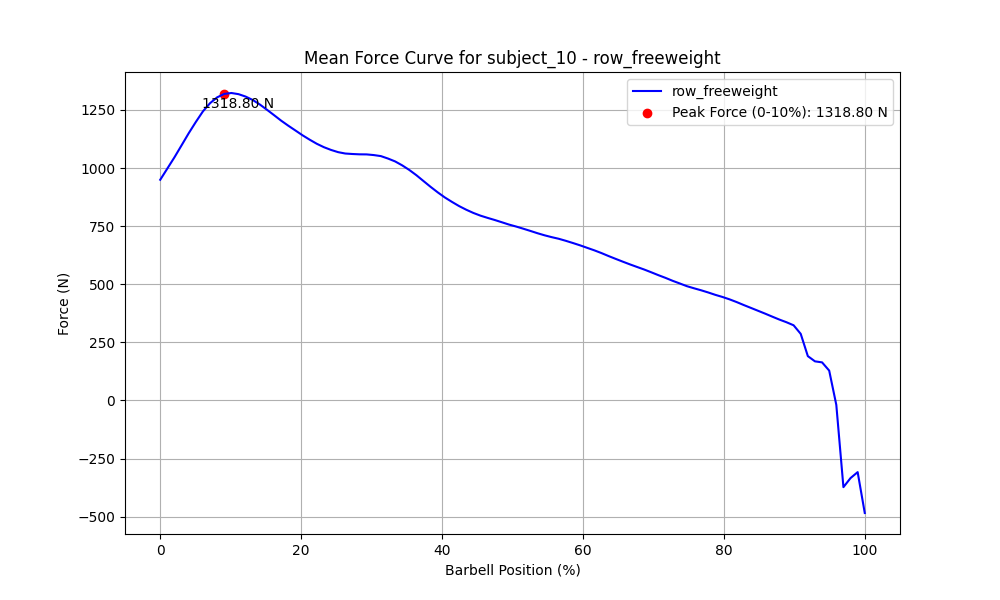 Mean Force Curve for subject_10 - row_freeweight
row_freeweight
Peak Force (0-10%): 1318.80 N
1318.80 N
1250
1000
750
500
250
0
−250
−500
Force (N)
0 20 40 60 80 100
Barbell Position (%)